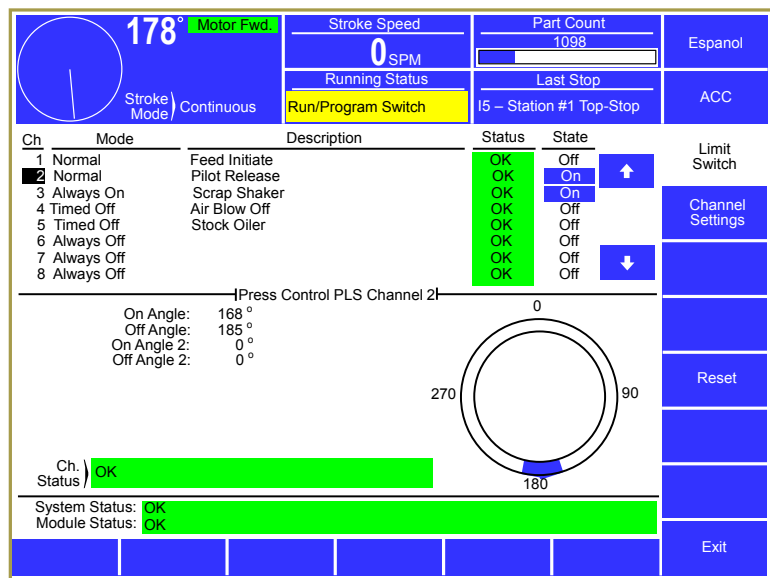 178° Motor Fwd.
Stroke Mode Continuous
Stroke Speed
0 SPM
Running Status
Run/Program Switch
Part Count
1098
Last Stop
I5 – Station #1 Top-Stop
Espanol
ACC
Limit Switch
Channel Settings
Reset
Exit
Ch Mode Description Status State
1 Normal Feed Initiate OK Off
2 Normal Pilot Release OK On
3 Always On Scrap Shaker OK On
4 Timed Off Air Blow Off OK Off
5 Timed Off Stock Oiler OK Off
6 Always Off OK Off
7 Always Off OK Off
8 Always Off OK Off
Press Control PLS Channel 2
On Angle: 168 °
Off Angle: 185 °
On Angle 2: 0 °
Off Angle 2: 0 °
0
90
180
270
Ch. Status OK
System Status: OK
Module Status: OK